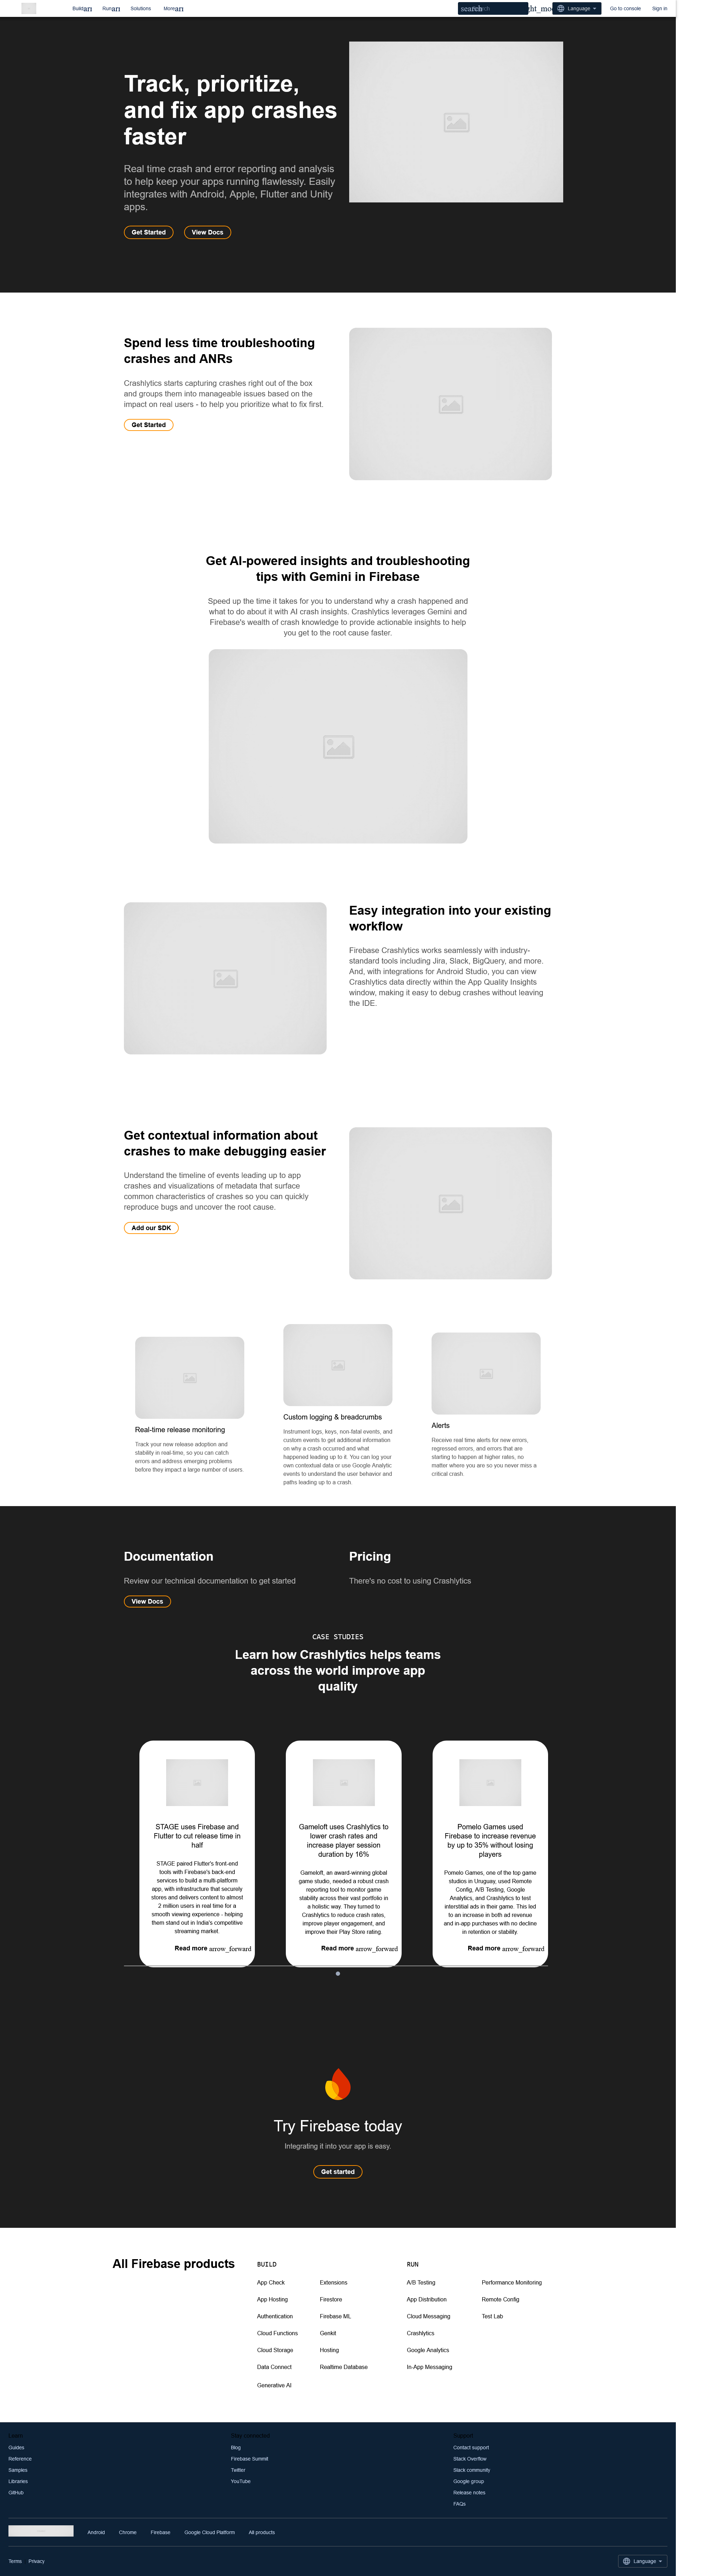 Build
Run
Solutions
More
search
Language
Go to console
Sign in
Track, prioritize,
and fix app crashes
faster
Real time crash and error reporting and analysis
to help keep your apps running flawlessly. Easily
integrates with Android, Apple, Flutter and Unity
apps.
Get Started
View Docs
Spend less time troubleshooting
crashes and ANRs
Crashlytics starts capturing crashes right out of the box
and groups them into manageable issues based on the
impact on real users - to help you prioritize what to fix first.
Get Started
Get AI-powered insights and troubleshooting
tips with Gemini in Firebase
Speed up the time it takes for you to understand why a crash happened and
what to do about it with AI crash insights. Crashlytics leverages Gemini and
Firebase's wealth of crash knowledge to provide actionable insights to help
you get to the root cause faster.
Easy integration into your existing
workflow
Firebase Crashlytics works seamlessly with industry-
standard tools including Jira, Slack, BigQuery, and more.
And, with integrations for Android Studio, you can view
Crashlytics data directly within the App Quality Insights
window, making it easy to debug crashes without leaving
the IDE.
Get contextual information about
crashes to make debugging easier
Understand the timeline of events leading up to app
crashes and visualizations of metadata that surface
common characteristics of crashes so you can quickly
reproduce bugs and uncover the root cause.
Add our SDK
Real-time release monitoring
Track your new release adoption and
stability in real-time, so you can catch
errors and address emerging problems
before they impact a large number of users.
Custom logging & breadcrumbs
Instrument logs, keys, non-fatal events, and
custom events to get additional information
on why a crash occurred and what
happened leading up to it. You can log your
own contextual data or use Google Analytic
events to understand the user behavior and
paths leading up to a crash.
Alerts
Receive real time alerts for new errors,
regressed errors, and errors that are
starting to happen at higher rates, no
matter where you are so you never miss a
critical crash.
Documentation
Review our technical documentation to get started
View Docs
Pricing
There's no cost to using Crashlytics
CASE STUDIES
Learn how Crashlytics helps teams
across the world improve app
quality
STAGE uses Firebase and
Flutter to cut release time in
half
STAGE paired Flutter's front-end
tools with Firebase's back-end
services to build a multi-platform
app, with infrastructure that securely
stores and delivers content to almost
2 million users in real time for a
smooth viewing experience - helping
them stand out in India's competitive
streaming market.
Read more arrow_forward
Gameloft uses Crashlytics to
lower crash rates and
increase player session
duration by 16%
Gameloft, an award-winning global
game studio, needed a robust crash
reporting tool to monitor game
stability across their vast portfolio in
a holistic way. They turned to
Crashlytics to reduce crash rates,
improve player engagement, and
improve their Play Store rating.
Read more arrow_forward
Pomelo Games used
Firebase to increase revenue
by up to 35% without losing
players
Pomelo Games, one of the top game
studios in Uruguay, used Remote
Config, A/B Testing, Google
Analytics, and Crashlytics to test
interstitial ads in their game. This led
to an increase in both ad revenue
and in-app purchases with no decline
in retention or stability.
Read more arrow_forward
Try Firebase today
Integrating it into your app is easy.
Get started
All Firebase products
BUILD
App Check
App Hosting
Authentication
Cloud Functions
Cloud Storage
Data Connect
Generative AI
Extensions
Firestore
Firebase ML
Genkit
Hosting
Realtime Database
RUN
A/B Testing
App Distribution
Cloud Messaging
Crashlytics
Google Analytics
In-App Messaging
Performance Monitoring
Remote Config
Test Lab
Guides
Reference
Samples
Libraries
GitHub
Blog
Firebase Summit
Twitter
YouTube
Contact support
Stack Overflow
Slack community
Google group
Release notes
FAQs
Android
Chrome
Firebase
Google Cloud Platform
All products
Terms
Privacy
Language